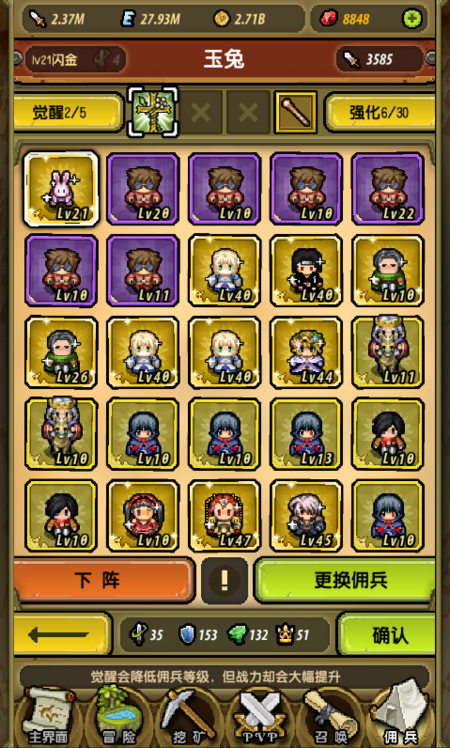 2.37M E 27.93M 2.71B 8848
lv21闪金 4 玉兔 3585
觉醒2/5 强化6/30
Lv21 Lv20 Lv10 Lv10 Lv22
Lv10 Lv11 Lv40 Lv40 Lv10
Lv26 Lv40 Lv40 Lv44 Lv11
Lv10 Lv10 Lv10 Lv13 Lv10
Lv10 Lv10 Lv47 Lv45 Lv10
下阵 ! 更换佣兵
35 153 132 51 确认
觉醒会降低佣兵等级，但战力却会大幅提升
主界面 冒险 挖矿 PVP 召唤 佣兵